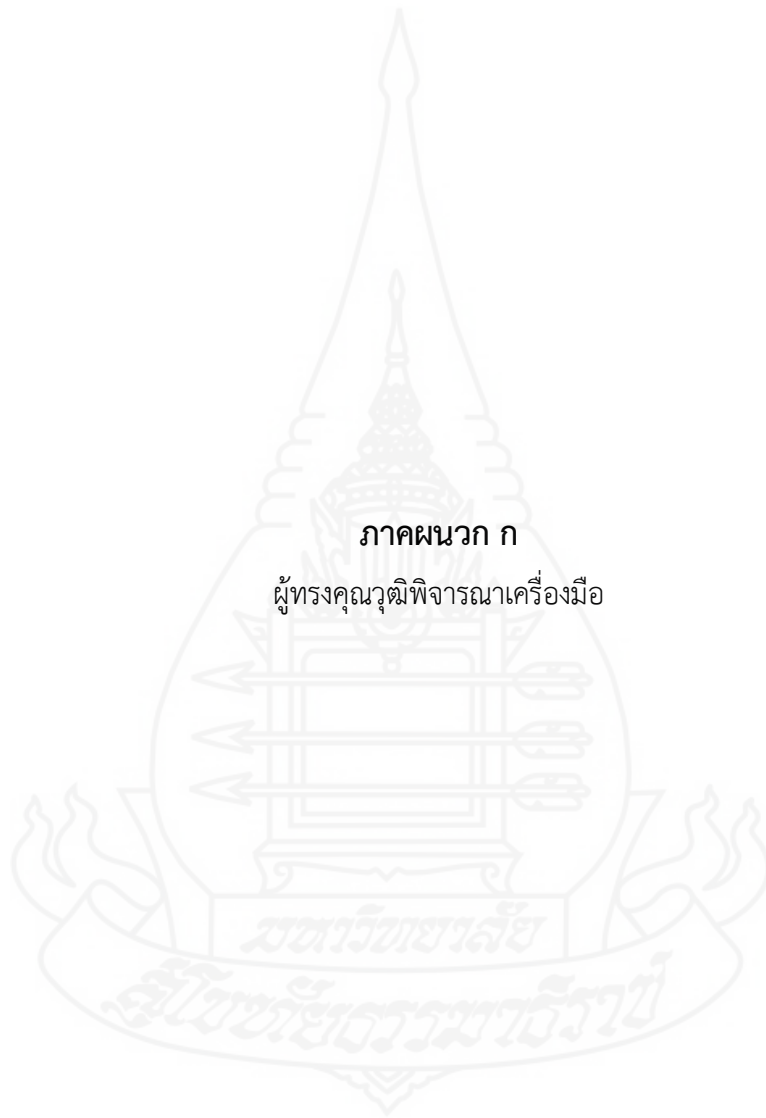 ภาคผนวก ก
ผู้ทรงคุณวุฒิพิจารณาเครื่องมือ
มหาวิทยาลัย
สุโขทัยธรรมาธิราช